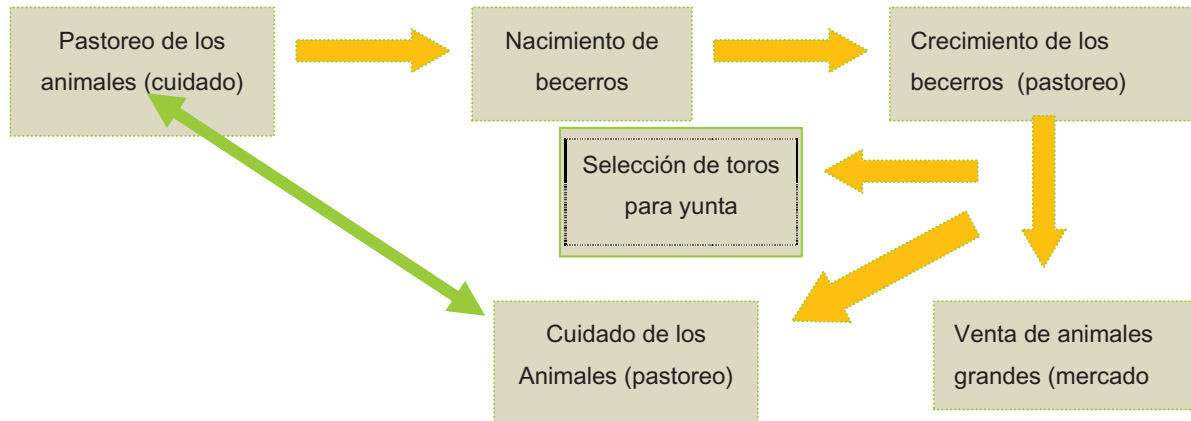 Pastoreo de los
animales (cuidado)
Nacimiento de
becerros
Crecimiento de los
becerros (pastoreo)
Selección de toros
para yunta
Cuidado de los
Animales (pastoreo)
Venta de animales
grandes (mercado